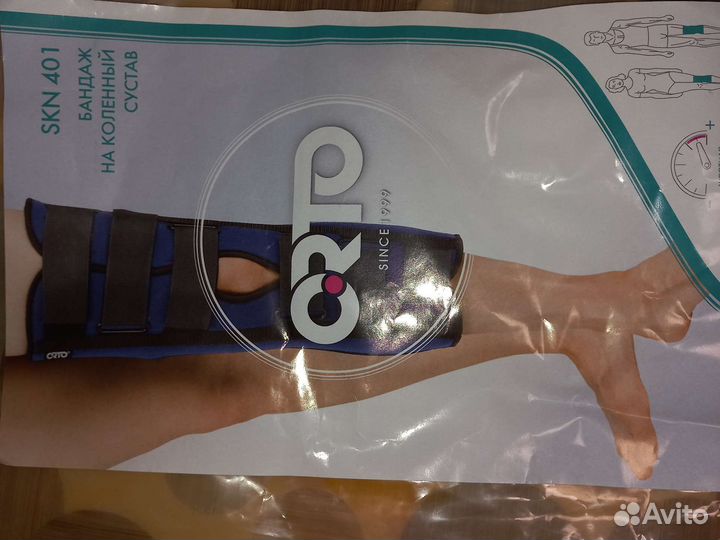 SKN 401
БАНДАЖ
НА КОЛЕННЫЙ
СУСТАВ
ORTO
SINCE 1999
ORTO
+
-
Avito